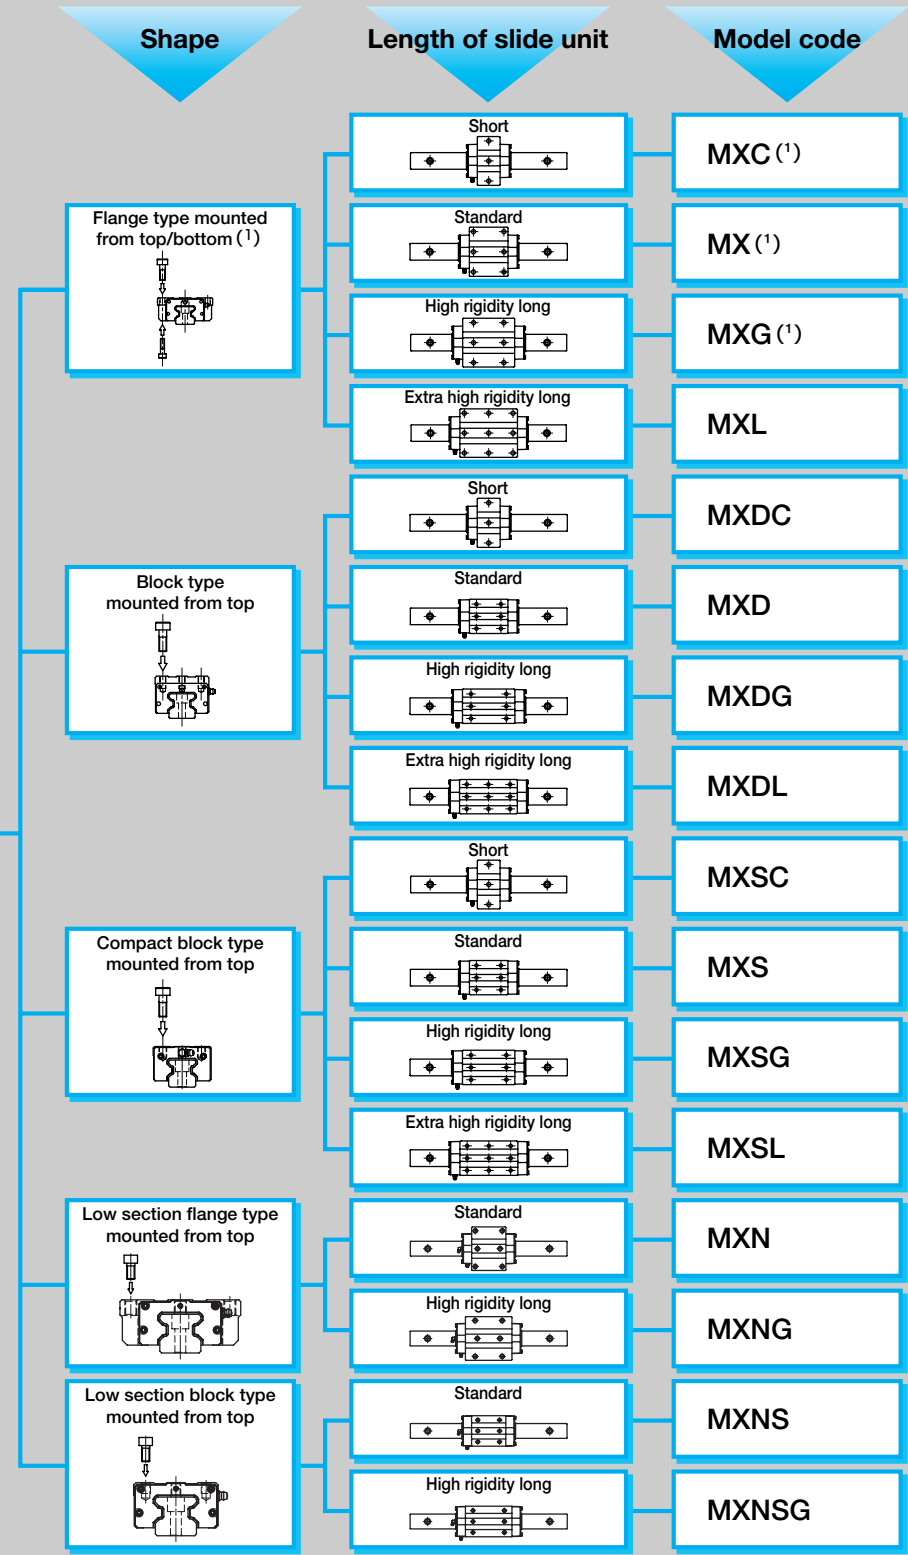 Shape
Length of slide unit
Model code
Flange type mounted
from top/bottom (1)
Short
MXC (1)
Standard
MX (1)
High rigidity long
MXG (1)
Extra high rigidity long
MXL
Block type
mounted from top
Short
MXDC
Standard
MXD
High rigidity long
MXDG
Extra high rigidity long
MXDL
Compact block type
mounted from top
Short
MXSC
Standard
MXS
High rigidity long
MXSG
Extra high rigidity long
MXSL
Low section flange type
mounted from top
Standard
MXN
High rigidity long
MXNG
Low section block type
mounted from top
Standard
MXNS
High rigidity long
MXNSG